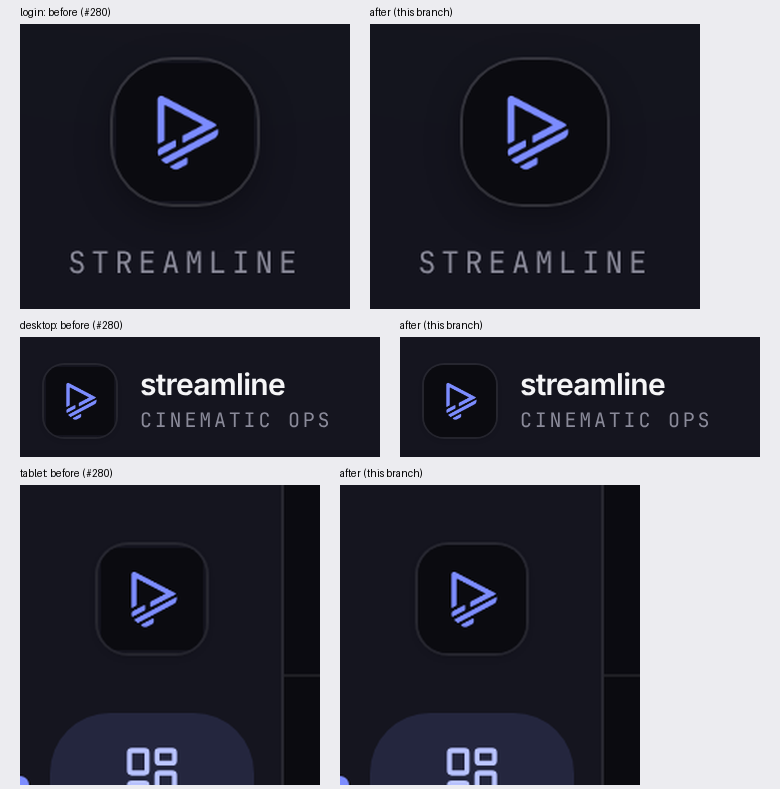 login: before (#280)
after (this branch)
STREAMLINE
STREAMLINE
desktop: before (#280)
after (this branch)
streamline
CINEMATIC OPS
streamline
CINEMATIC OPS
tablet: before (#280)
after (this branch)